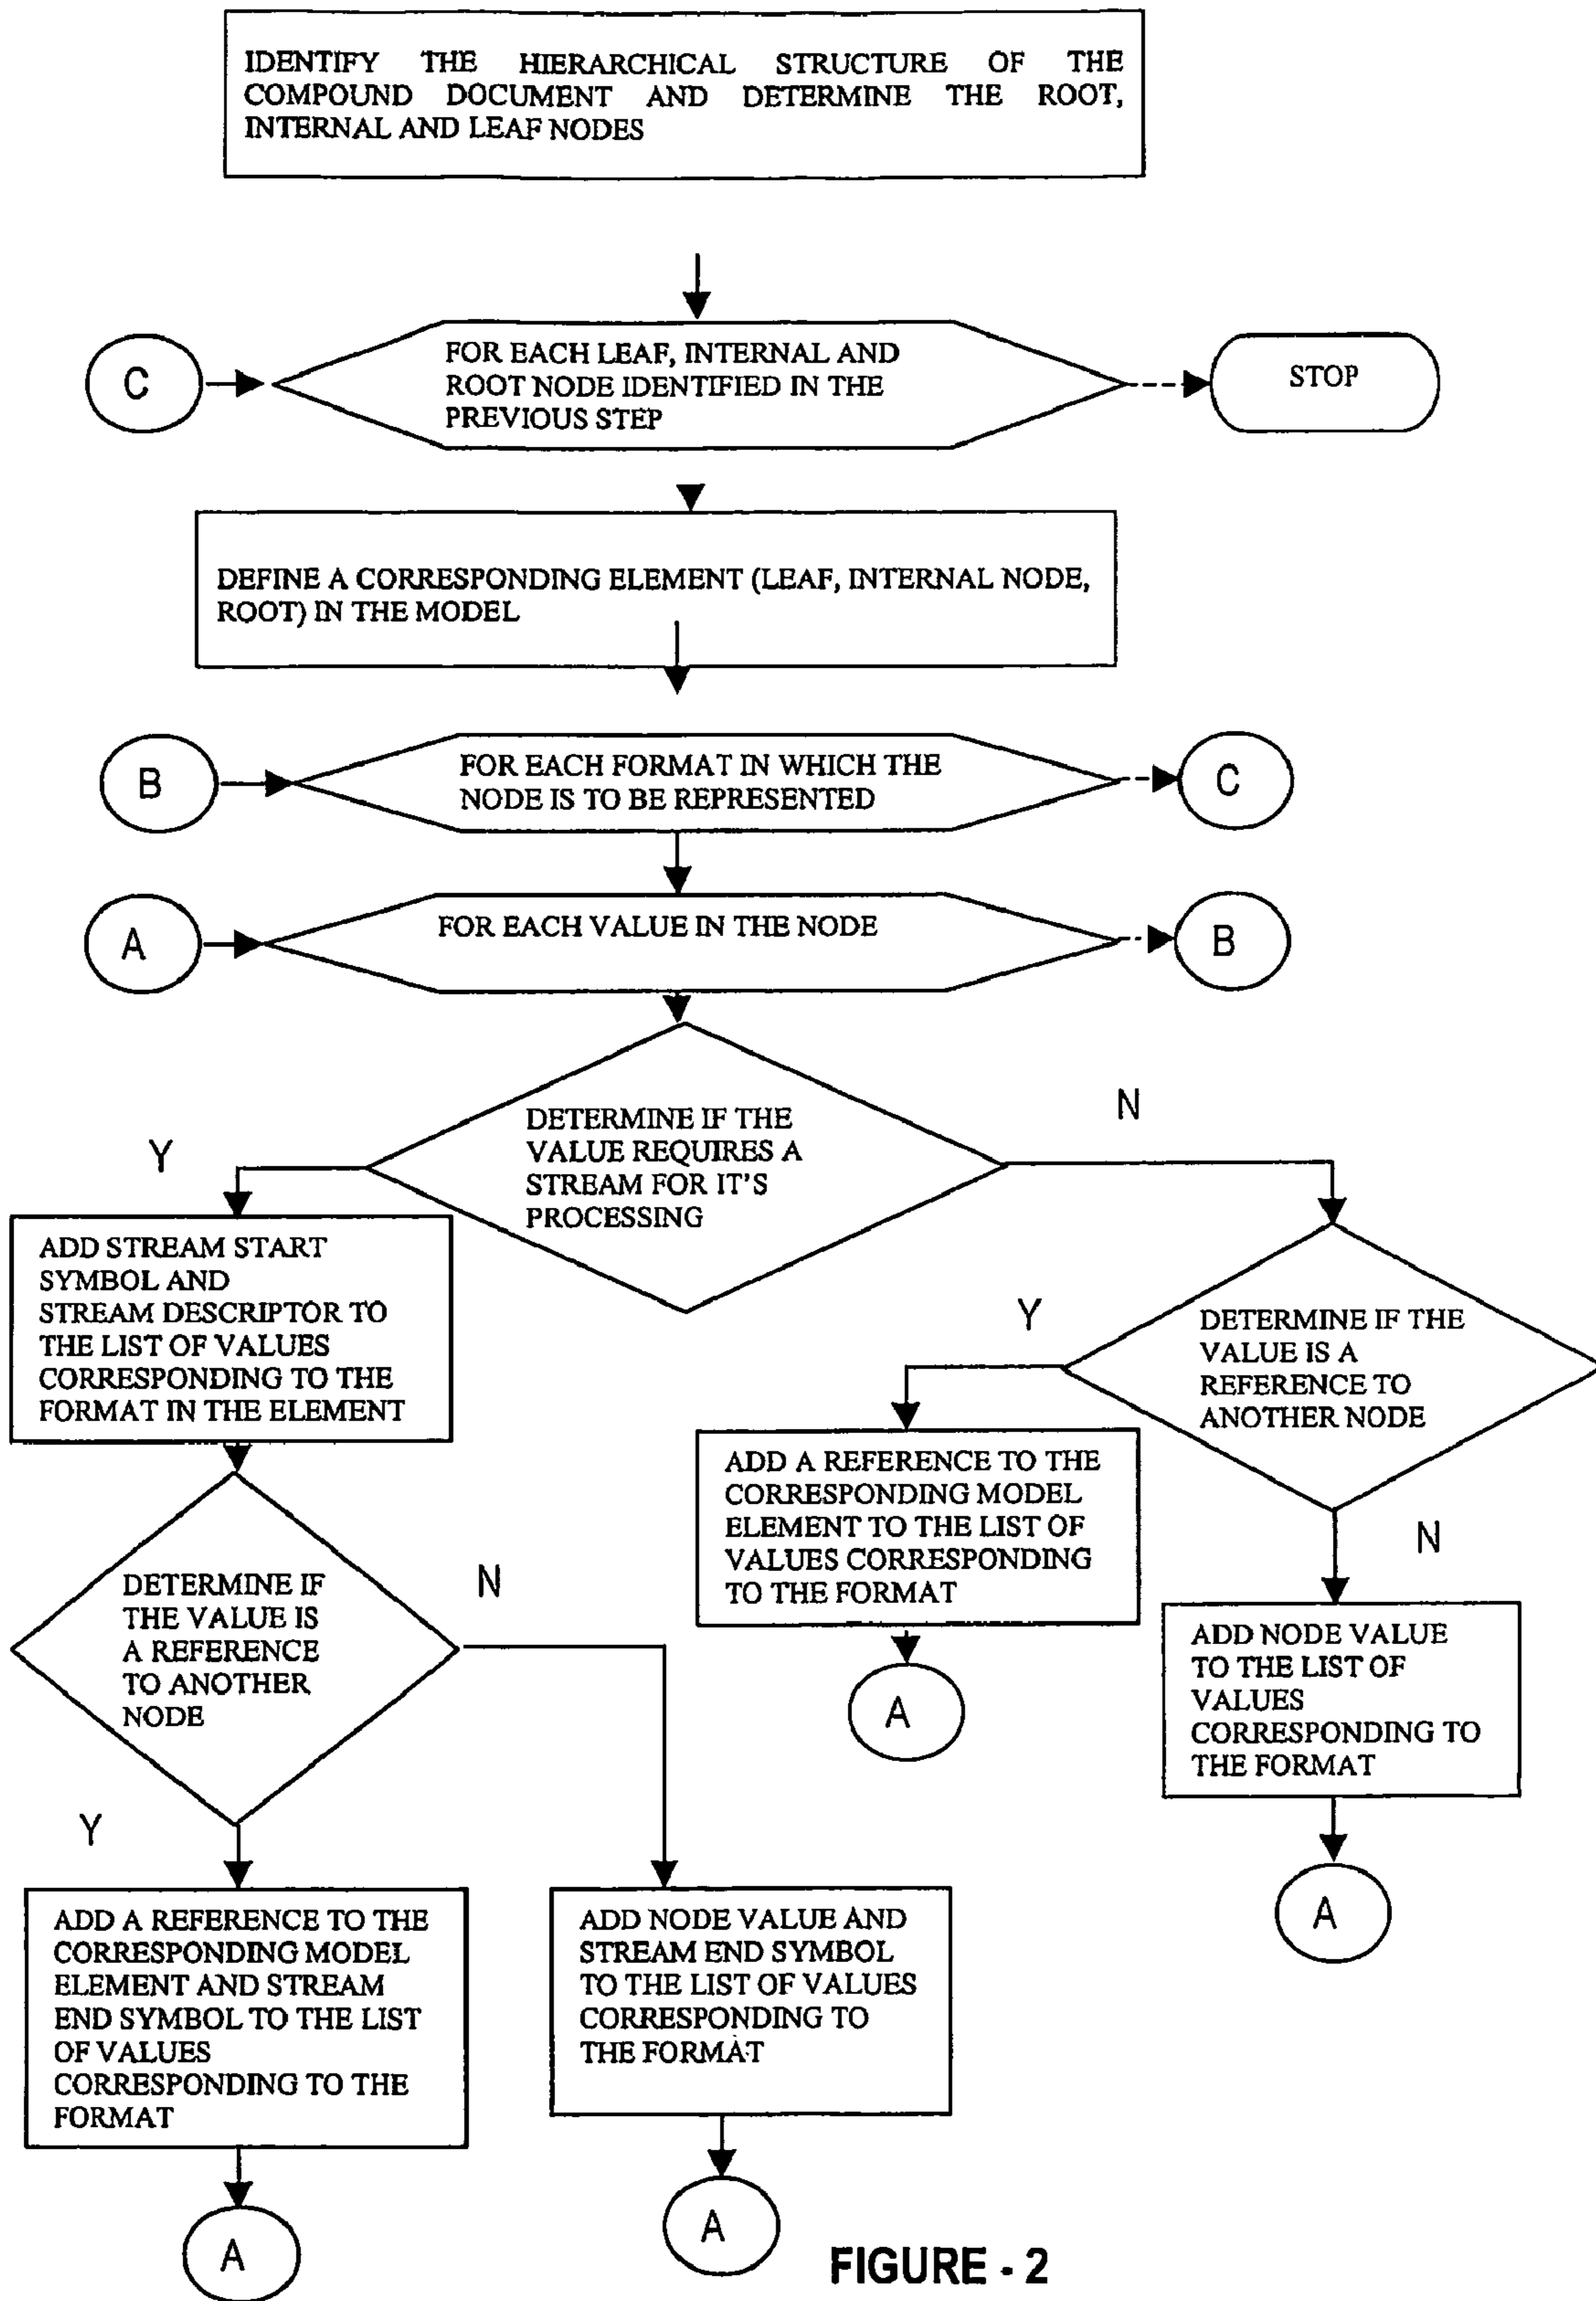 IDENTIFY THE HIERARCHICAL STRUCTURE OF THE
COMPOUND DOCUMENT AND DETERMINE THE ROOT,
INTERNAL AND LEAF NODES
C
FOR EACH LEAF, INTERNAL AND
ROOT NODE IDENTIFIED IN THE
PREVIOUS STEP
STOP
DEFINE A CORRESPONDING ELEMENT (LEAF, INTERNAL NODE,
ROOT) IN THE MODEL
B
FOR EACH FORMAT IN WHICH THE
NODE IS TO BE REPRESENTED
C
A
FOR EACH VALUE IN THE NODE
B
DETERMINE IF THE
VALUE REQUIRES A
STREAM FOR IT'S
PROCESSING
Y
N
ADD STREAM START
SYMBOL AND
STREAM DESCRIPTOR TO
THE LIST OF VALUES
CORRESPONDING TO THE
FORMAT IN THE ELEMENT
DETERMINE IF THE
VALUE IS A
REFERENCE TO
ANOTHER NODE
Y
N
ADD A REFERENCE TO THE
CORRESPONDING MODEL
ELEMENT TO THE LIST OF
VALUES CORRESPONDING
TO THE FORMAT
A
ADD NODE VALUE
TO THE LIST OF
VALUES
CORRESPONDING TO
THE FORMAT
A
DETERMINE IF
THE VALUE IS
A REFERENCE
TO ANOTHER
NODE
N
Y
ADD A REFERENCE TO THE
CORRESPONDING MODEL
ELEMENT AND STREAM
END SYMBOL TO THE LIST
OF VALUES
CORRESPONDING TO THE
FORMAT
A
ADD NODE VALUE AND
STREAM END SYMBOL
TO THE LIST OF VALUES
CORRESPONDING TO
THE FORMAT
A
FIGURE - 2